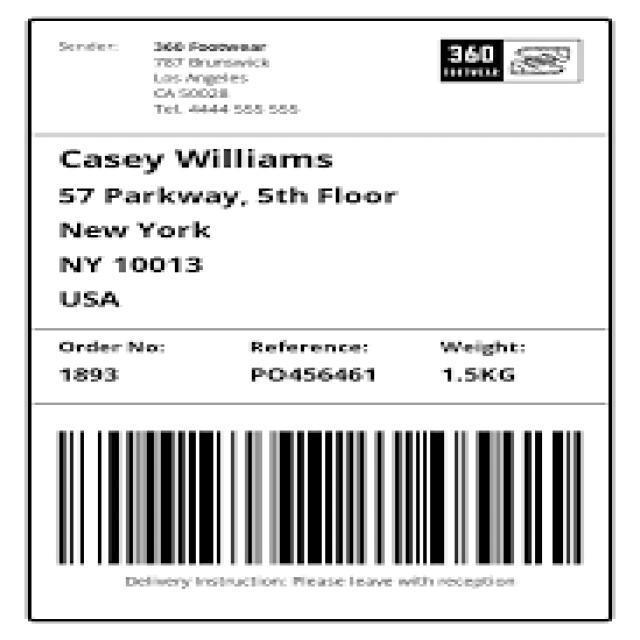 Sender: 360 Footwear
787 Brunswick
Los Angeles
CA 50028
Tel. 4444 555 555
360
FOOTWEAR
Casey Williams
57 Parkway, 5th Floor
New York
NY 10013
USA
Order No: Reference: Weight:
1893 PO456461 1.5KG
Delivery Instruction: Please leave with reception